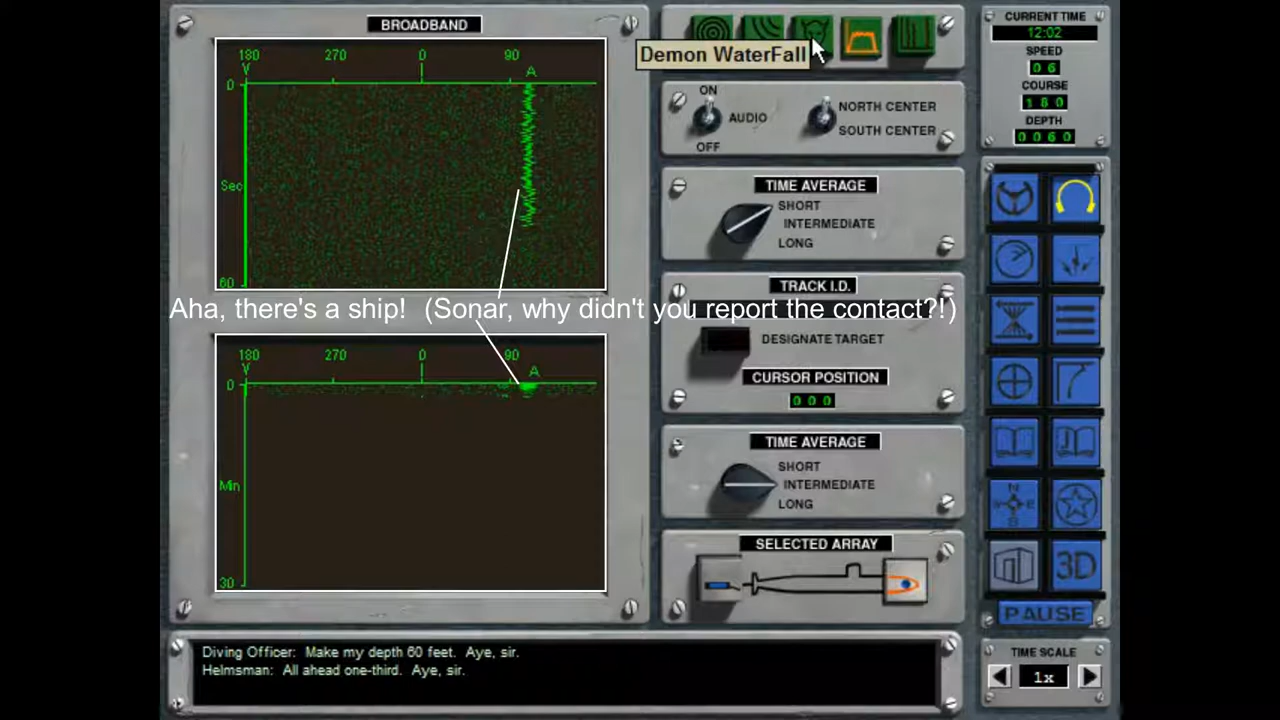 BROADBAND
180 270 0 90
V
A
0
Sec
60
Demon WaterFall
ON
AUDIO
OFF
NORTH CENTER
SOUTH CENTER
TIME AVERAGE
SHORT
INTERMEDIATE
LONG
TRACK I.D.
Aha, there's a ship!  (Sonar, why didn't you report the contact?!)
DESIGNATE TARGET
CURSOR POSITION
000
180 270 0 90
V
A
0
Min
30
TIME AVERAGE
SHORT
INTERMEDIATE
LONG
SELECTED ARRAY
Diving Officer:  Make my depth 60 feet.  Aye, sir.
Helmsman:  All ahead one-third.  Aye, sir.
CURRENT TIME
12:02
SPEED
06
COURSE
180
DEPTH
0060
N
W E
S
3D
PAUSE
TIME SCALE
1x